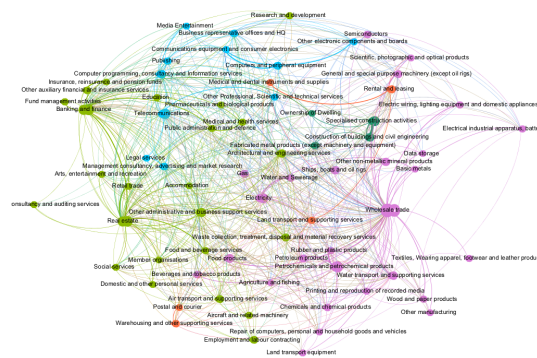 Research and development
Media Entertainment
Business representative offices and HQ
Semiconductors
Other electronic components and boards
Communications equipment and consumer electronics
Scientific, photographic and optical products
Publishing
Computers and peripheral equipment
General and special purpose machinery (except oil rigs)
Computer programming, consultancy and information services
Insurance, reinsurance and pension funds
Medical and dental instruments and supplies
Rental and leasing
Other auxiliary financial and insurance services
Education
Other Professional, Scientific and technical services
Fund management activities
Pharmaceuticals and biological products
Electric wiring, lighting equipment and domestic appliances
Banking and finance
Telecommunications
Ownership of Dwelling
Medical and health services
Specialised construction activities
Public administration and defence
Electrical industrial apparatus, batte
Construction of building and civil engineering
Fabricated metal products (except machinery and equipment)
Architectural and engineering services
Data storage
Legal services
Other non-metallic mineral products
Management consultancy, advertising and market research
Ships, boats and oil rigs
Basic metals
Arts, entertainment and recreation
Gas
Water and Sewerage
Retail trade
Accommodation
Electricity
onsultancy and auditing services
Wholesale trade
Other administrative and business support services
Real estate
Land transport and supporting services
Waste collection, treatment, disposal and material recovery services
Food and beverage services
Rubber and plastic products
Member organisations
Food products
Petroleum products
Textiles, Wearing apparel, footwear and leather produ
Social services
Petrochemicals and petrochemical products
Beverages and tobacco products
Water transport and supporting services
Domestic and other personal services
Agriculture and fishing
Printing and reproduction of recorded media
Air transport and supporting services
Wood and paper products
Postal and courier
Chemicals and chemical products
Aircraft and related machinery
Other manufacturing
Warehousing and other supporting services
Repair of computers, personal and household goods and vehicles
Employment and labour contracting
Land transport equipment